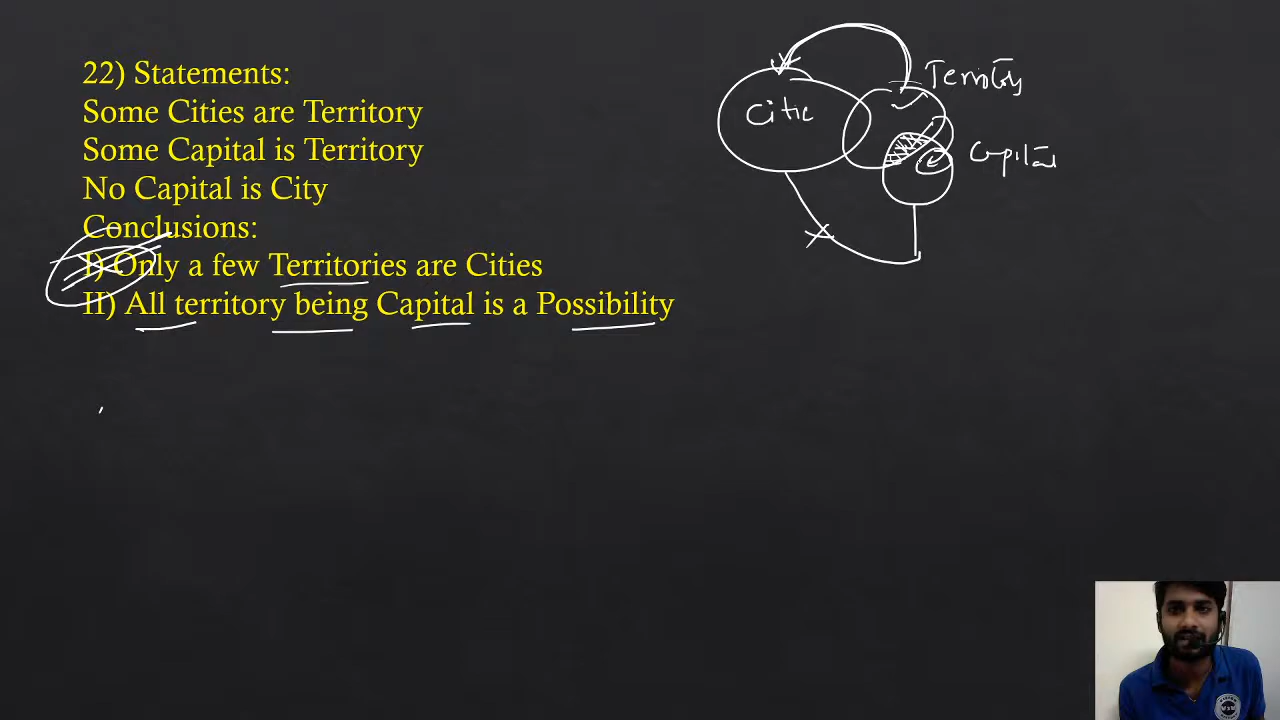 22) Statements:
Some Cities are Territory
Some Capital is Territory
No Capital is City
Conclusions:
I) Only a few Territories are Cities
II) All territory being Capital is a Possibility
Citie
Territory
Capital